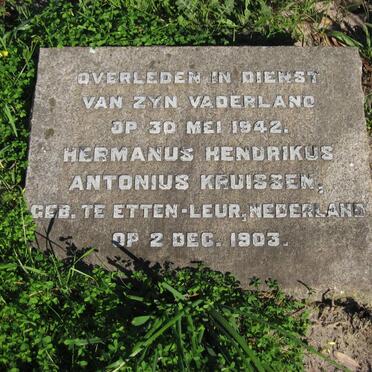 OVERLEDEN IN DIENST
VAN ZYN VADERLAND
OP 30 MEI 1942.
HERMANUS HENDRIKUS
ANTONIUS KRUISSEN,
GEB. TE ETTEN-LEUR, NEDERLAND
OP 2 DEC. 1903.